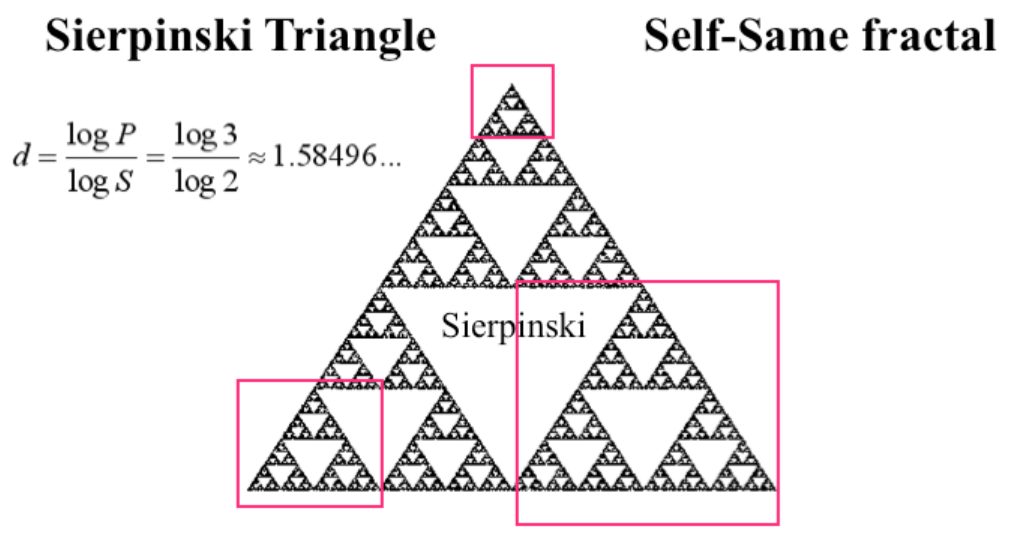 Sierpinski Triangle
Self-Same fractal
d = log P / log S = log 3 / log 2 ≈ 1.58496...
Sierpinski